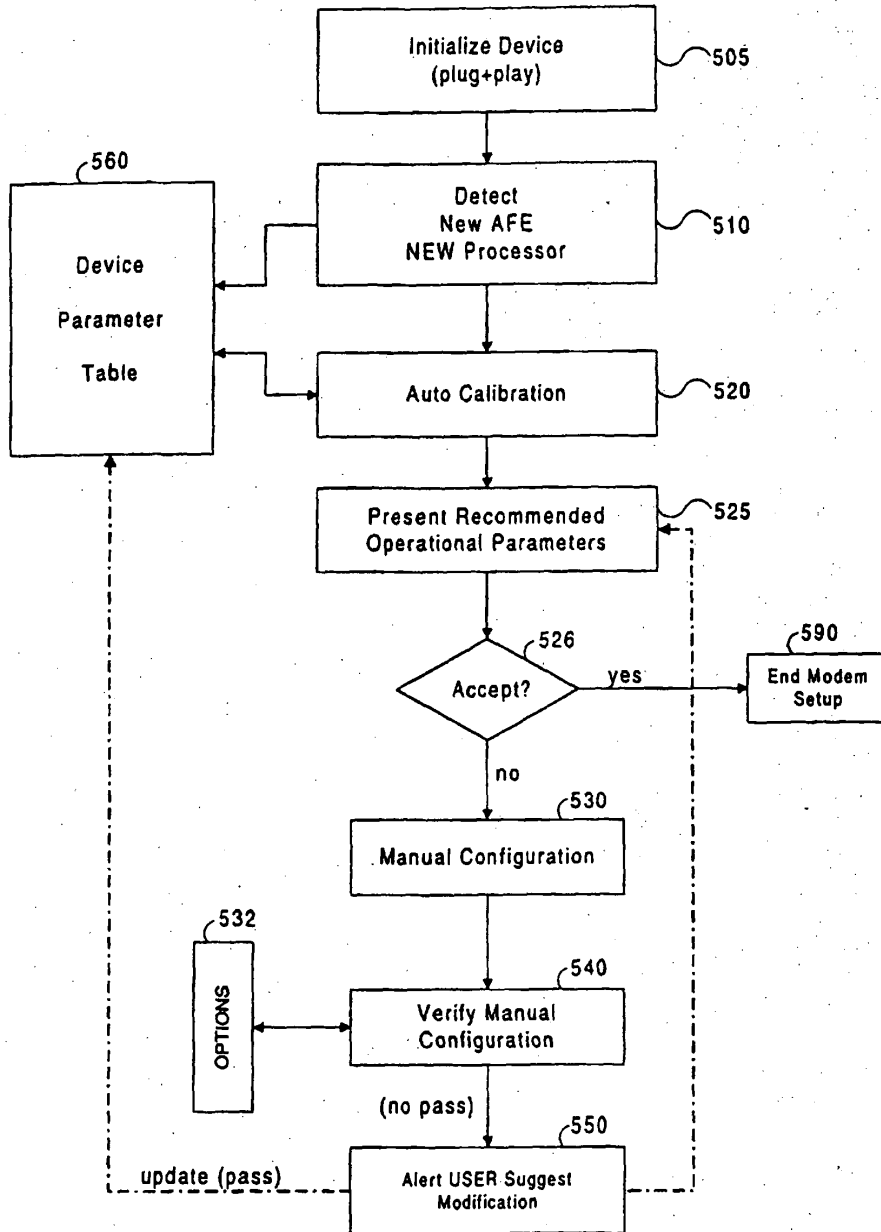 Initialize Device
(plug+play)
505
560
Detect
New AFE
NEW Processor
510
Device
Parameter
Table
Auto Calibration
520
Present Recommended
Operational Parameters
525
526
Accept?
yes
590
End Modem
Setup
no
530
Manual Configuration
532
OPTIONS
540
Verify Manual
Configuration
(no pass)
550
update (pass)
Alert USER Suggest
Modification